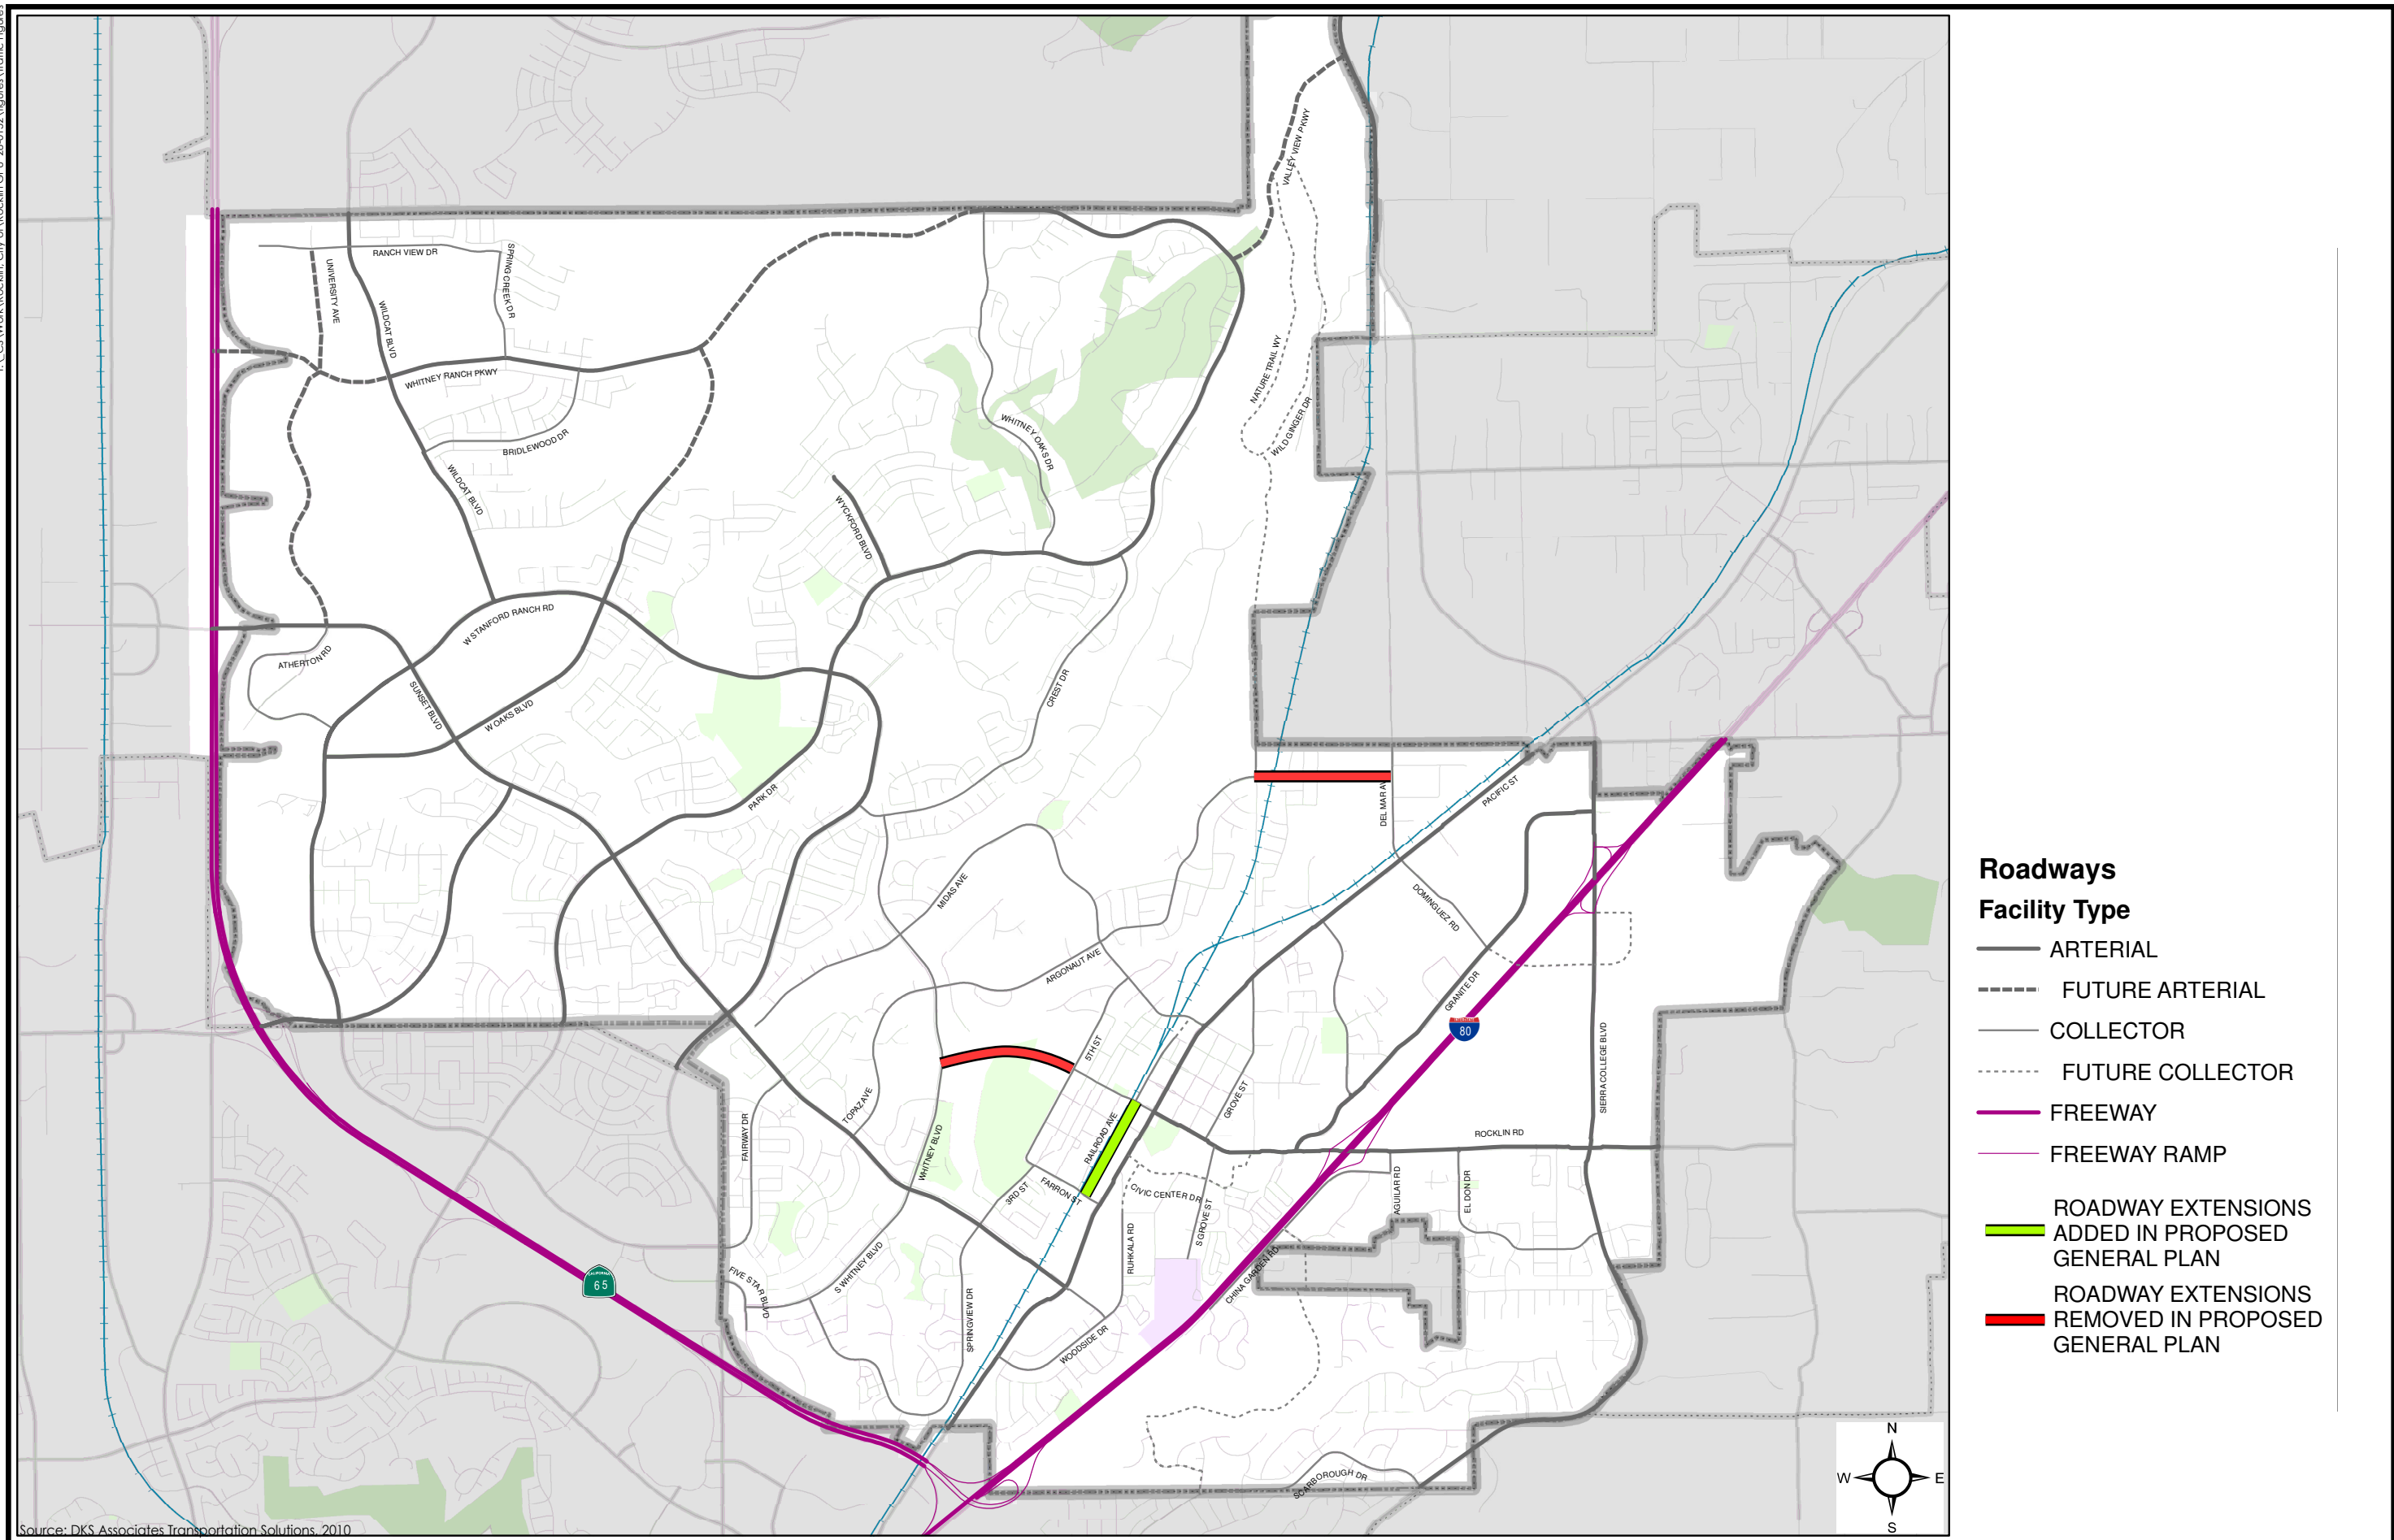 VALLEY VIEW PKWY
RANCH VIEW DR
SPRING CREEK DR
UNIVERSITY AVE
WILDCAT BLVD
WHITNEY RANCH PKWY
NATURE TRAIL WY
WILD GINGER DR
BRIDLEWOOD DR
WHITNEY OAKS DR
WILDCAT BLVD
WYCKFORD BLVD
W STANFORD RANCH RD
ATHERTON RD
SUNSET BLVD
W OAKS BLVD
CREST DR
PARK DR
DEL MAR AV
PACIFIC ST
MIDAS AVE
DOMINGUEZ RD
ARGONAUT AVE
GRANITE DR
80
5TH ST
SIERRA COLLEGE BLVD
TOPAZ AVE
GROVE ST
FAIRWAY DR
WHITNEY BLVD
RAILROAD AVE
ROCKLIN RD
3RD ST
FARRON ST
CIVIC CENTER DR
AGUILAR RD
EL DON DR
S GROVE ST
RUHKALA RD
S WHITNEY BLVD
FIVE STAR BLVD
CHINA GARDEN RD
65
SPRINGVIEW DR
WOODSIDE DR
SCARBOROUGH DR
Roadways
Facility Type
ARTERIAL
FUTURE ARTERIAL
COLLECTOR
FUTURE COLLECTOR
FREEWAY
FREEWAY RAMP
ROADWAY EXTENSIONS
ADDED IN PROPOSED
GENERAL PLAN
ROADWAY EXTENSIONS
REMOVED IN PROPOSED
GENERAL PLAN
N
W
E
S
Source: DKS Associates Transportation Solutions, 2010